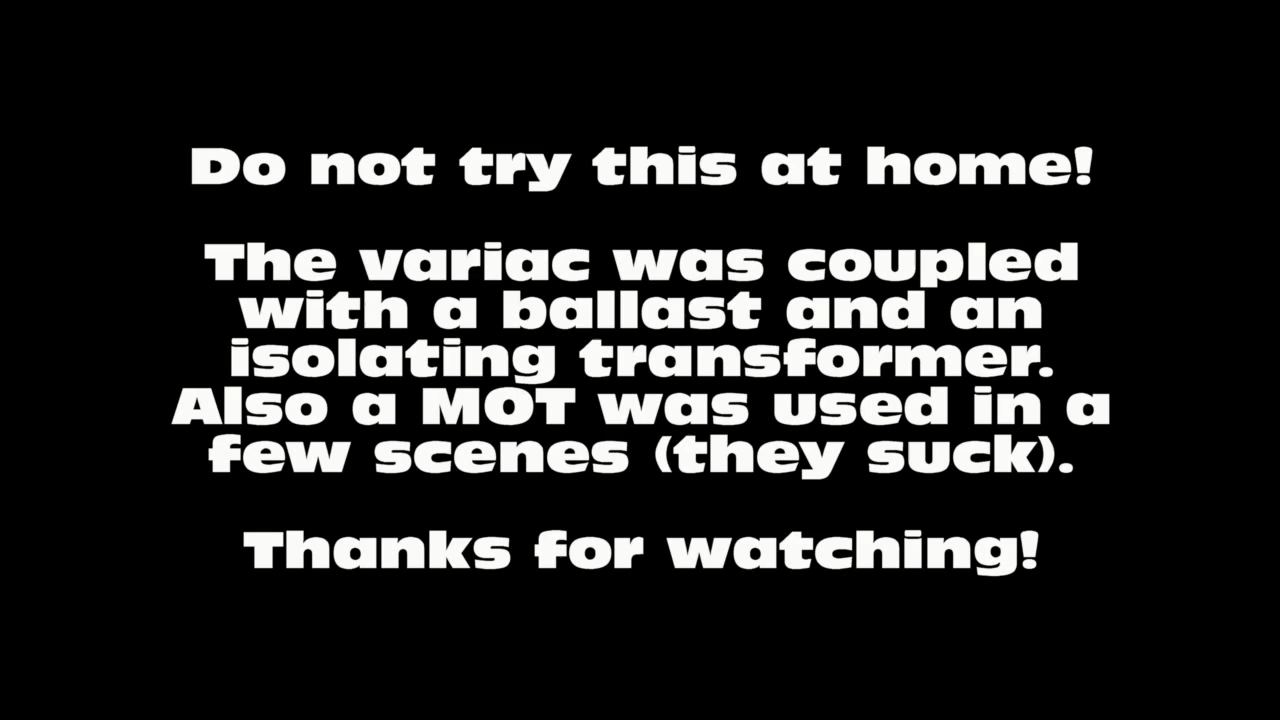 Do not try this at home!
The variac was coupled
with a ballast and an
isolating transformer.
Also a MOT was used in a
few scenes (they suck).
Thanks for watching!